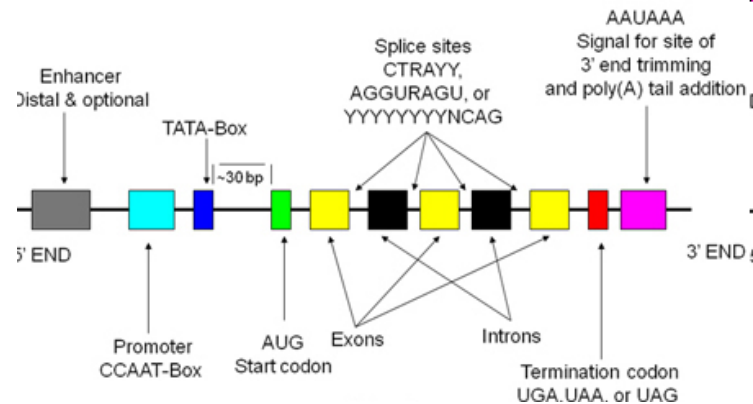 AAUAAA
Signal for site of
3' end trimming
and poly(A) tail addition
Splice sites
CTRAYY,
AGGURAGU, or
YYYYYYYYNCAG
Enhancer
Distal & optional
TATA-Box
~30 bp
5' END
3' END
Promoter
CCAAT-Box
AUG
Start codon
Exons
Introns
Termination codon
UGA,UAA, or UAG